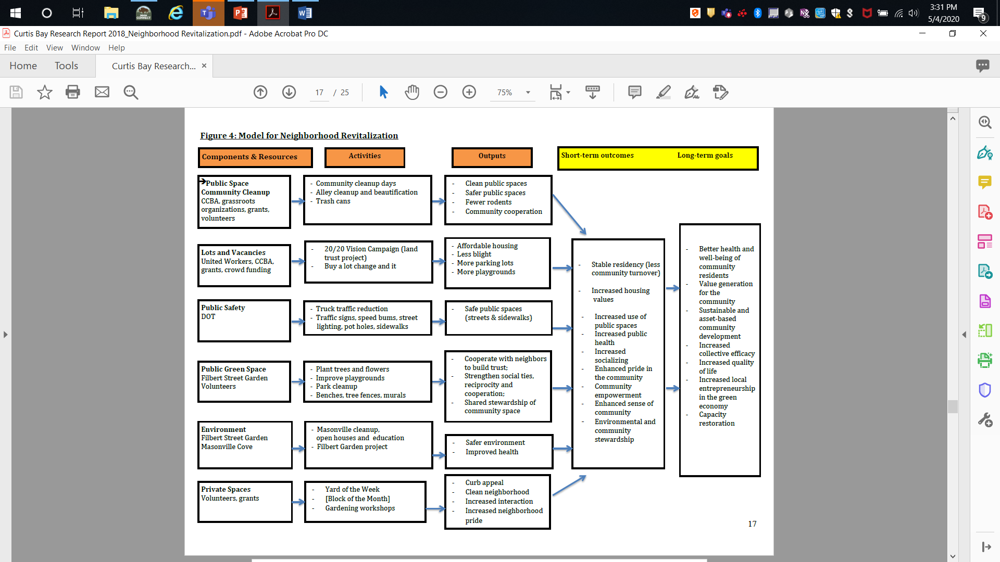 3:31 PM
5/4/2020
9
Curtis Bay Research Report 2018_Neighborhood Revitalization.pdf - Adobe Acrobat Pro DC
File Edit View Window Help
Home Tools Curtis Bay Research... ×
17 / 25 75%
Figure 4: Model for Neighborhood Revitalization
Components & Resources
Activities
Outputs
Short-term outcomes Long-term goals
Public Space
Community Cleanup
CCBA, grassroots
organizations, grants,
volunteers
- Community cleanup days
- Alley cleanup and beautification
- Trash cans
- Clean public spaces
- Safer public spaces
- Fewer rodents
- Community cooperation
Lots and Vacancies
United Workers, CCBA,
grants, crowd funding
- 20/20 Vision Campaign (land
trust project)
- Buy a lot change and it
- Affordable housing
- Less blight
- More parking lots
- More playgrounds
Public Safety
DOT
- Truck traffic reduction
- Traffic signs, speed bums, street
lighting, pot holes, sidewalks
- Safe public spaces
(streets & sidewalks)
Public Green Space
Filbert Street Garden
Volunteers
- Plant trees and flowers
- Improve playgrounds
- Park cleanup
- Benches, tree fences, murals
- Cooperate with neighbors
to build trust;
- Strengthen social ties,
reciprocity and
cooperation;
- Shared stewardship of
community space
Environment
Filbert Street Garden
Masonville Cove
- Masonville cleanup,
open houses and education
- Filbert Garden project
- Safer environment
- Improved health
Private Spaces
Volunteers, grants
- Yard of the Week
- [Block of the Month]
- Gardening workshops
- Curb appeal
- Clean neighborhood
- Increased interaction
- Increased neighborhood
pride
- Stable residency (less
community turnover)
- Increased housing
values
- Increased use of
public spaces
- Increased public
health
- Increased
socializing
- Enhanced pride in
the community
- Community
empowerment
- Enhanced sense of
community
- Environmental and
community
stewardship
- Better health and
well-being of
community
residents
- Value generation
for the
community
- Sustainable and
asset-based
community
development
- Increased
collective efficacy
- Increased quality
of life
- Increased local
entrepreneurship
in the green
economy
- Capacity
restoration
17